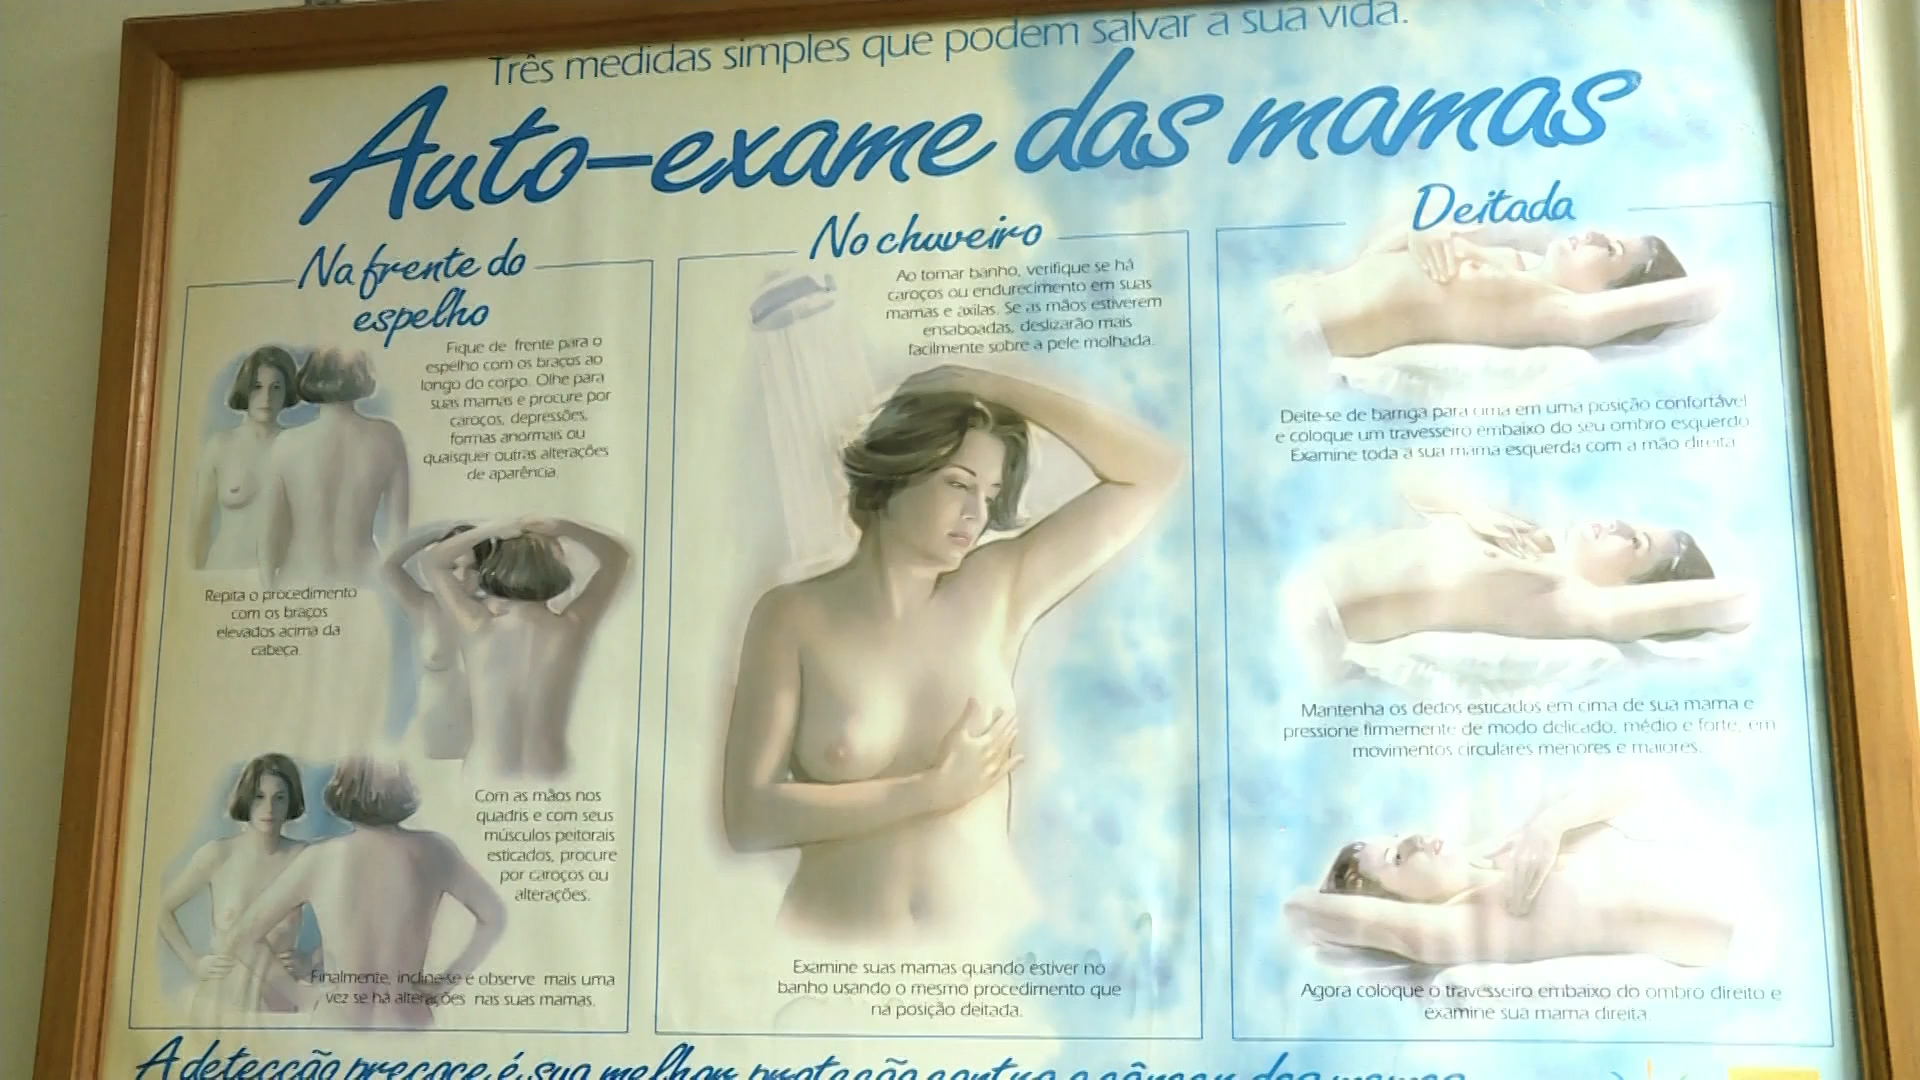 Três medidas simples que podem salvar a sua vida.
Auto-exame das mamas
Na frente do
espelho
Fique de frente para o
espelho com os braços ao
longo do corpo. Olhe para
suas mamas e procure por
caroços, depressões,
formas anormais ou
quaisquer outras alterações
de aparência.
Repita o procedimento
com os braços
elevados acima da
cabeça.
Com as mãos nos
quadris e com seus
músculos peitorais
esticados, procure
por caroços ou
alterações.
Finalmente, incline-se e observe mais uma
vez se há alterações nas suas mamas.
No chuveiro
Ao tomar banho, verifique se há
caroços ou endurecimento em suas
mamas e axilas. Se as mãos estiverem
ensaboadas, deslizarão mais
facilmente sobre a pele molhada.
Examine suas mamas quando estiver no
banho usando o mesmo procedimento que
na posição deitada.
Deitada
Deite-se de barriga para cima em uma posição confortável
e coloque um travesseiro embaixo do seu ombro esquerdo
Examine toda a sua mama esquerda com a mão direita
Mantenha os dedos esticados em cima de sua mama e
pressione firmemente de modo delicado, médio e forte, em
movimentos circulares menores e maiores.
Agora coloque o travesseiro embaixo do ombro direito e
examine sua mama direita
A detecção precoce é sua melhor proteção contra o câncer das mamas